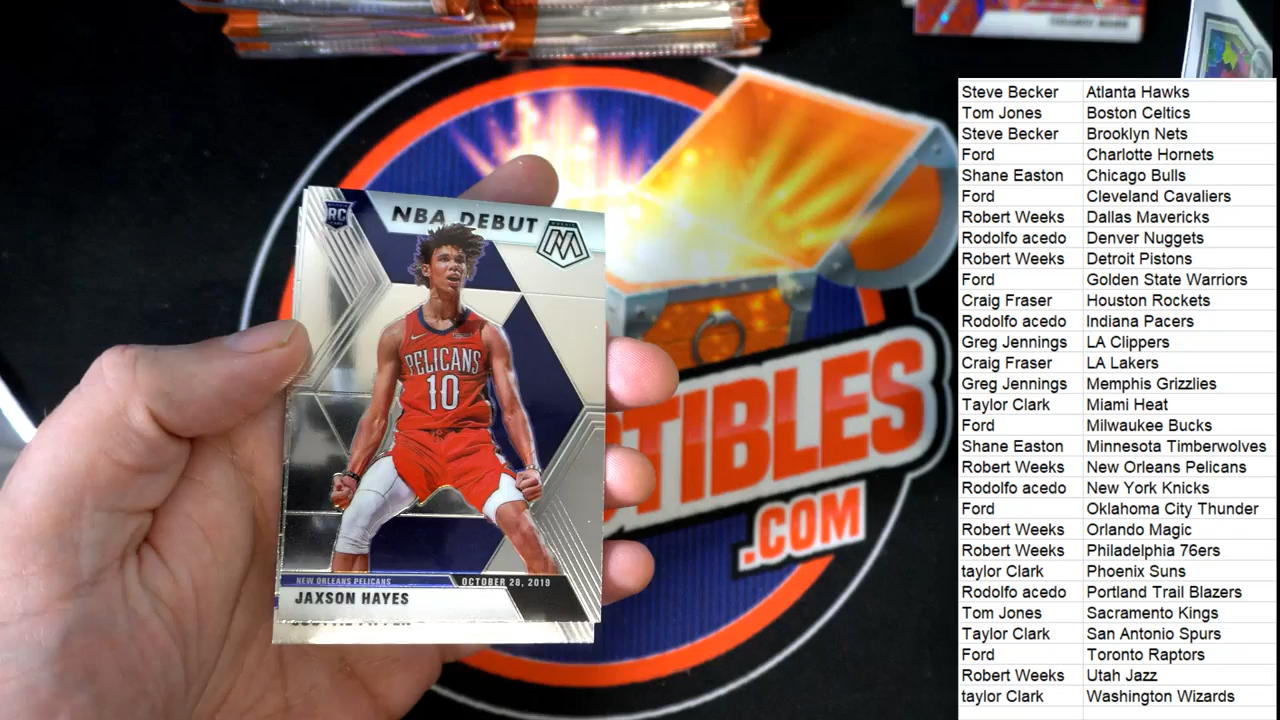 RC
NBA DEBUT
MOSAIC
PELICANS
10
NEW ORLEANS PELICANS
OCTOBER 28, 2019
JAXSON HAYES
CTIBLES
.COM
Steve Becker Atlanta Hawks
Tom Jones Boston Celtics
Steve Becker Brooklyn Nets
Ford Charlotte Hornets
Shane Easton Chicago Bulls
Ford Cleveland Cavaliers
Robert Weeks Dallas Mavericks
Rodolfo acedo Denver Nuggets
Robert Weeks Detroit Pistons
Ford Golden State Warriors
Craig Fraser Houston Rockets
Rodolfo acedo Indiana Pacers
Greg Jennings LA Clippers
Craig Fraser LA Lakers
Greg Jennings Memphis Grizzlies
Taylor Clark Miami Heat
Ford Milwaukee Bucks
Shane Easton Minnesota Timberwolves
Robert Weeks New Orleans Pelicans
Rodolfo acedo New York Knicks
Ford Oklahoma City Thunder
Robert Weeks Orlando Magic
Robert Weeks Philadelphia 76ers
taylor Clark Phoenix Suns
Rodolfo acedo Portland Trail Blazers
Tom Jones Sacramento Kings
Taylor Clark San Antonio Spurs
Ford Toronto Raptors
Robert Weeks Utah Jazz
taylor Clark Washington Wizards